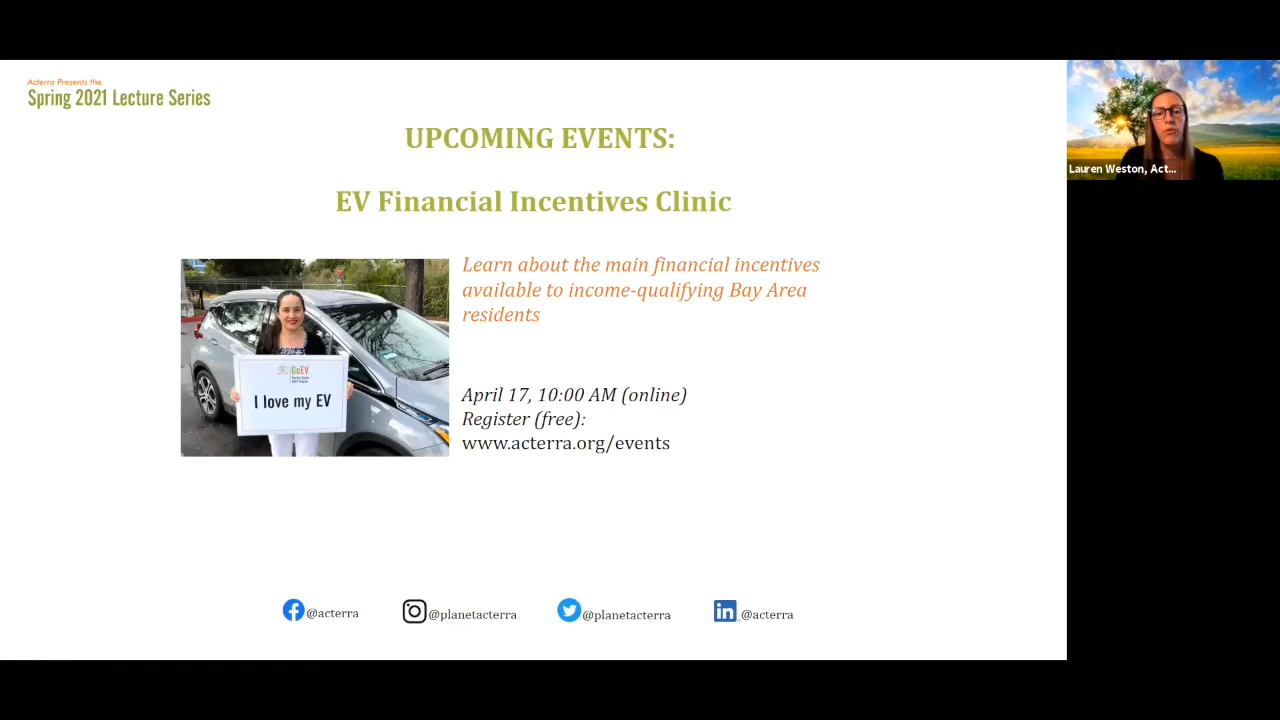 Acterra Presents the
Spring 2021 Lecture Series
UPCOMING EVENTS:
EV Financial Incentives Clinic
Learn about the main financial incentives
available to income-qualifying Bay Area
residents
GoEV
I love my EV
April 17, 10:00 AM (online)
Register (free):
www.acterra.org/events
@acterra
@planetacterra
@planetacterra
@acterra
Lauren Weston, Act...